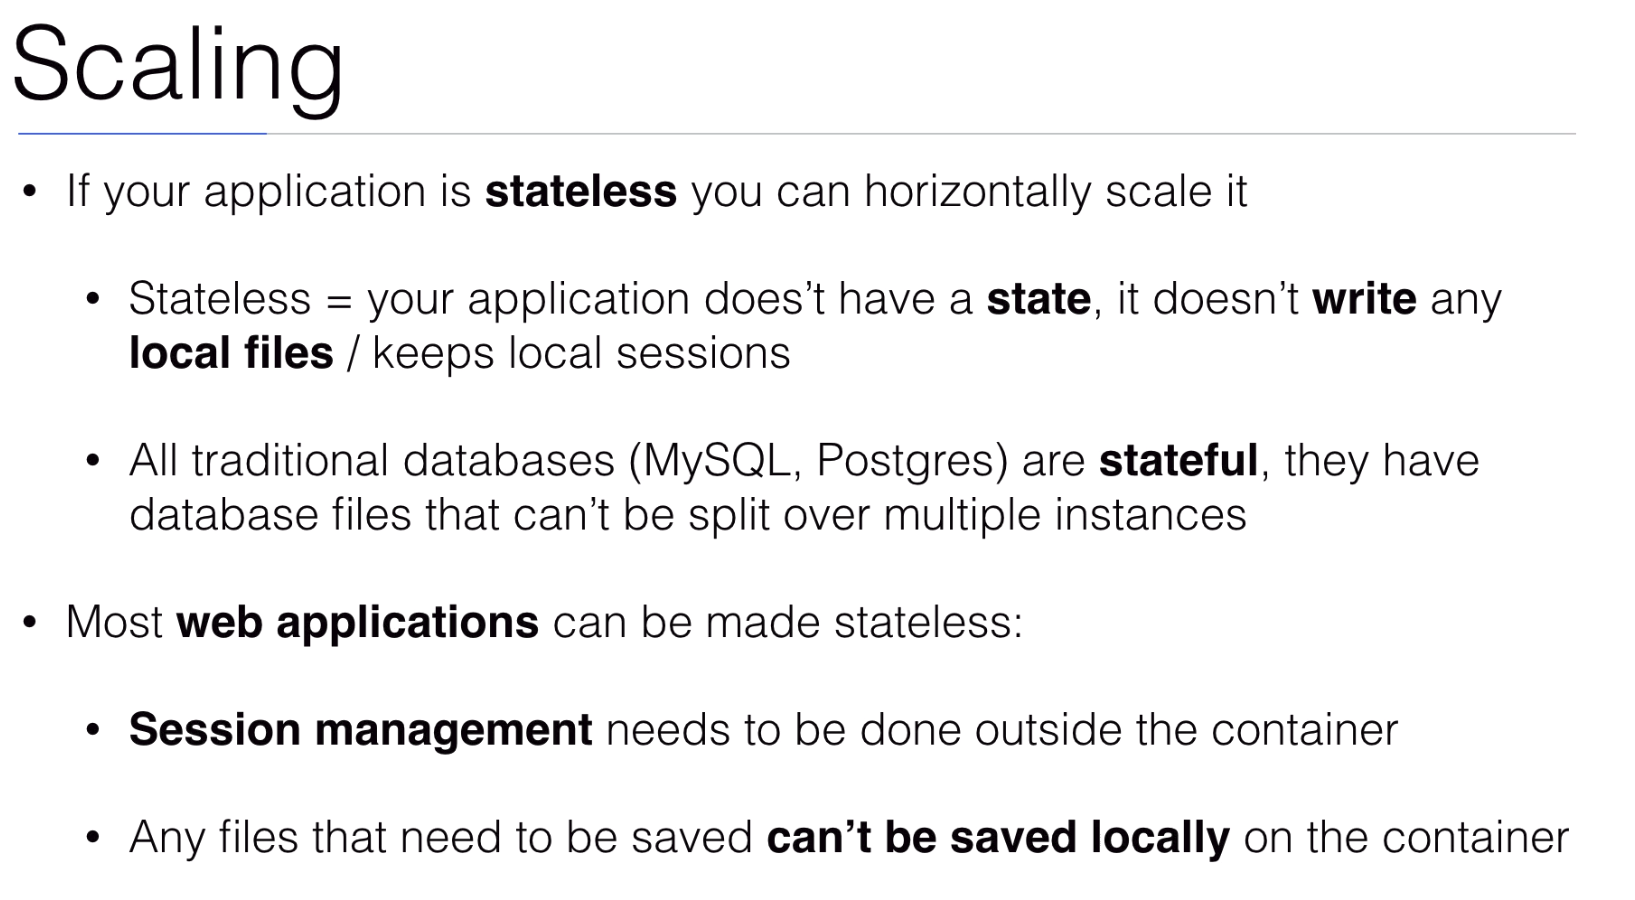 Scaling
• If your application is stateless you can horizontally scale it
• Stateless = your application does't have a state, it doesn't write any
local files / keeps local sessions
• All traditional databases (MySQL, Postgres) are stateful, they have
database files that can't be split over multiple instances
• Most web applications can be made stateless:
• Session management needs to be done outside the container
• Any files that need to be saved can't be saved locally on the container